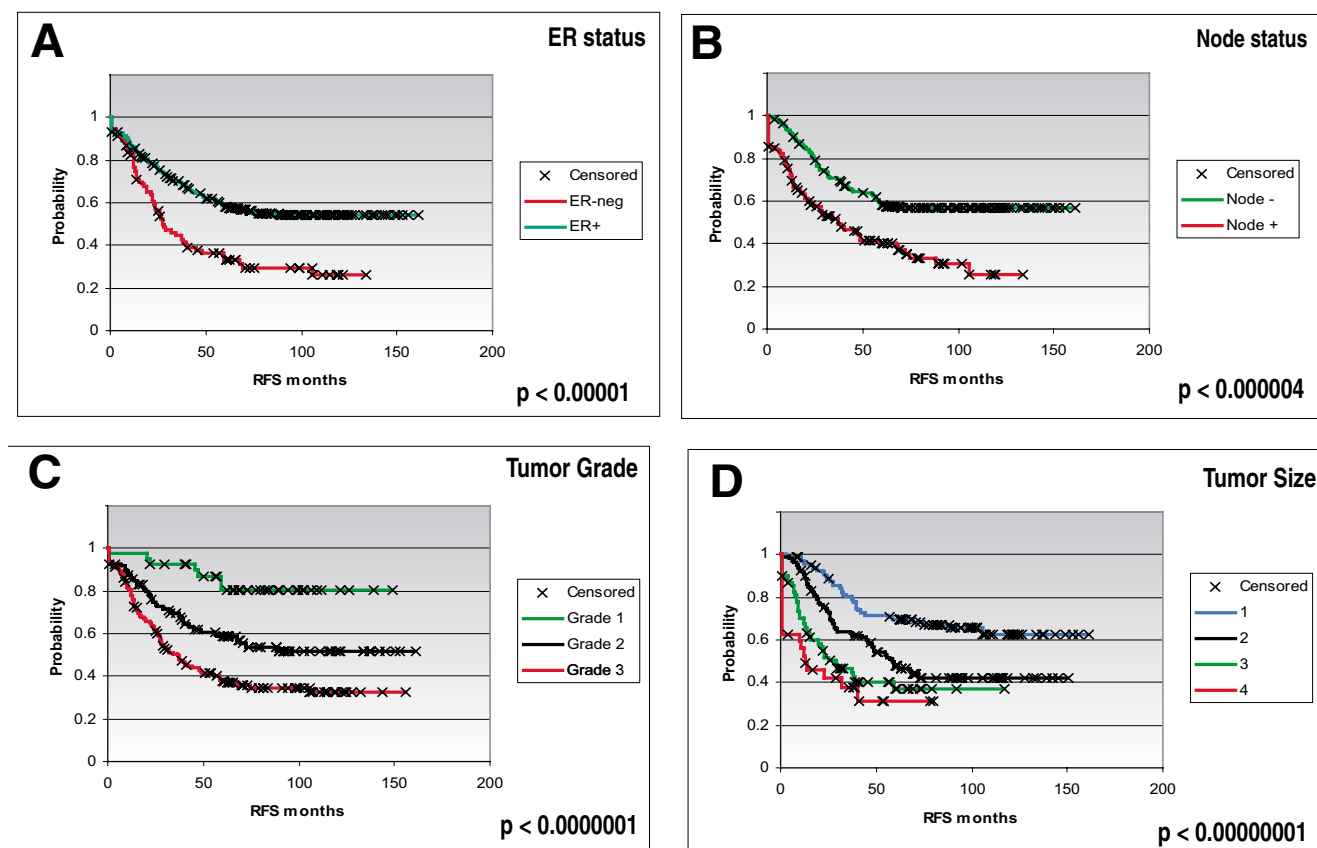 A
ER status
1
0.8
0.6
0.4
0.2
0
Probability
0
50
100
150
200
RFS months
Censored
ER-neg
ER+
p < 0.00001
B
Node status
1
0.8
0.6
0.4
0.2
0
Probability
0
50
100
150
200
RFS months
Censored
Node -
Node +
p < 0.000004
C
Tumor Grade
1
0.8
0.6
0.4
0.2
0
Probability
0
50
100
150
200
RFS months
Censored
Grade 1
Grade 2
Grade 3
p < 0.0000001
D
Tumor Size
1
0.8
0.6
0.4
0.2
0
Probability
0
50
100
150
200
RFS months
Censored
1
2
3
4
p < 0.00000001